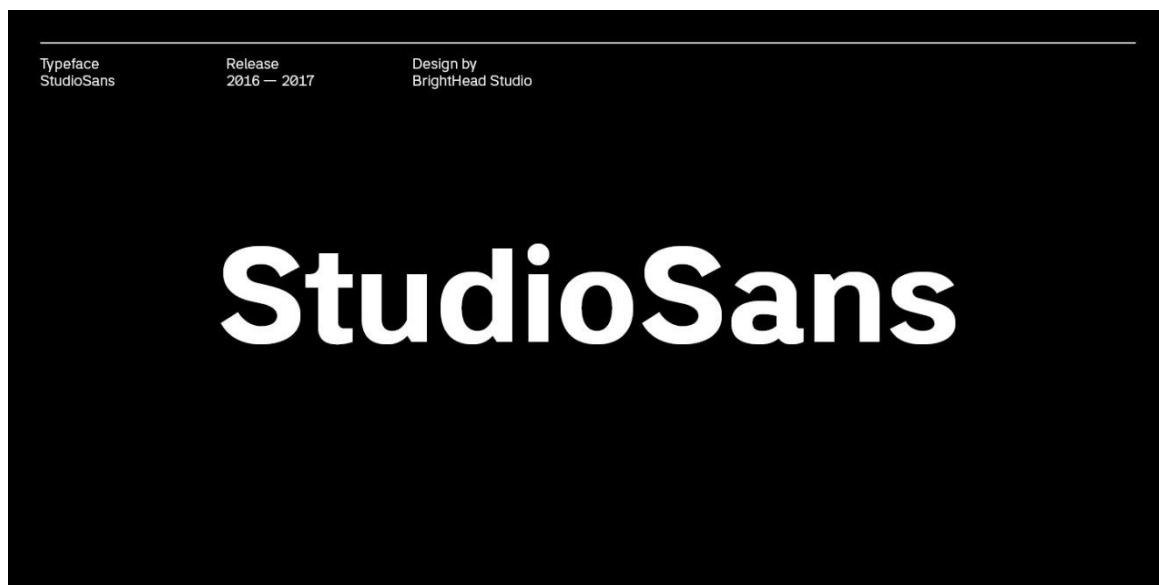 Typeface
StudioSans
Release
2016 — 2017
Design by
BrightHead Studio
StudioSans